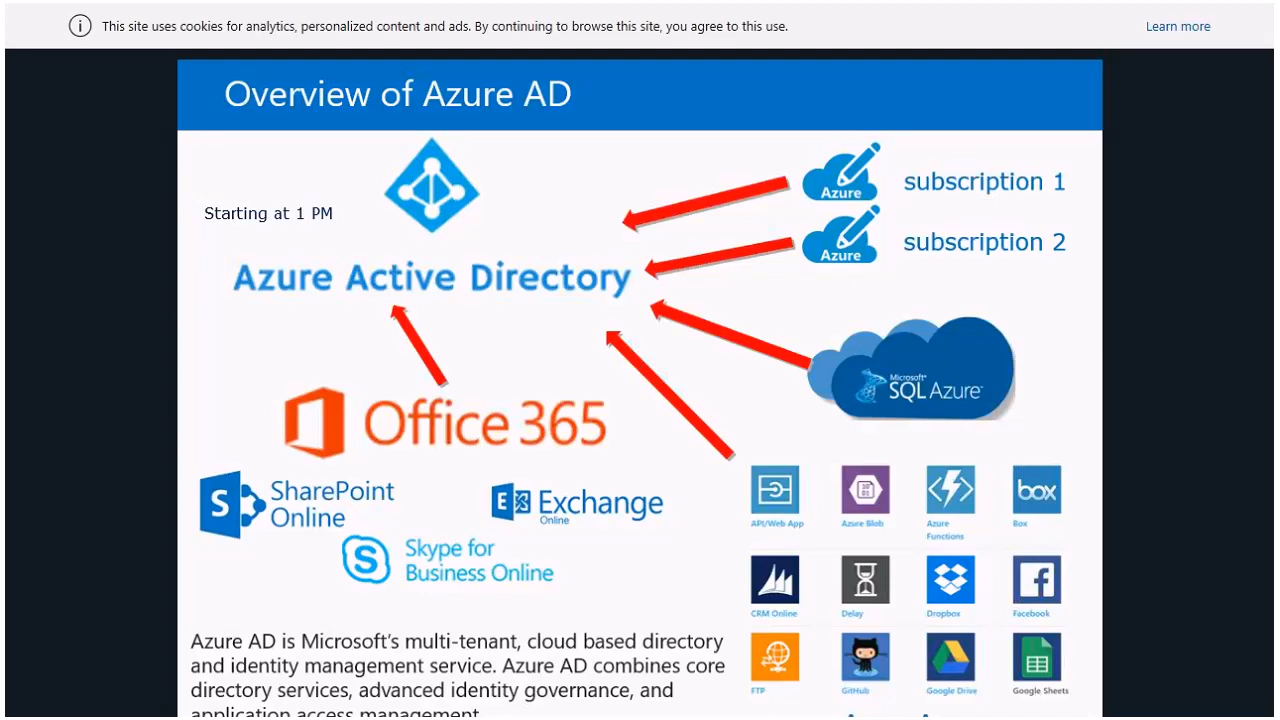 This site uses cookies for analytics, personalized content and ads. By continuing to browse this site, you agree to this use.
Learn more
Overview of Azure AD
Starting at 1 PM
Azure Active Directory
Azure
subscription 1
Azure
subscription 2
Microsoft
SQL Azure
Office 365
SharePoint
Online
Exchange
Online
Skype for
Business Online
API/Web App
Azure Blob
Azure
Functions
box
Box
CRM Online
Delay
Dropbox
Facebook
FTP
GitHub
Google Drive
Google Sheets
Azure AD is Microsoft's multi-tenant, cloud based directory
and identity management service. Azure AD combines core
directory services, advanced identity governance, and
application access management.